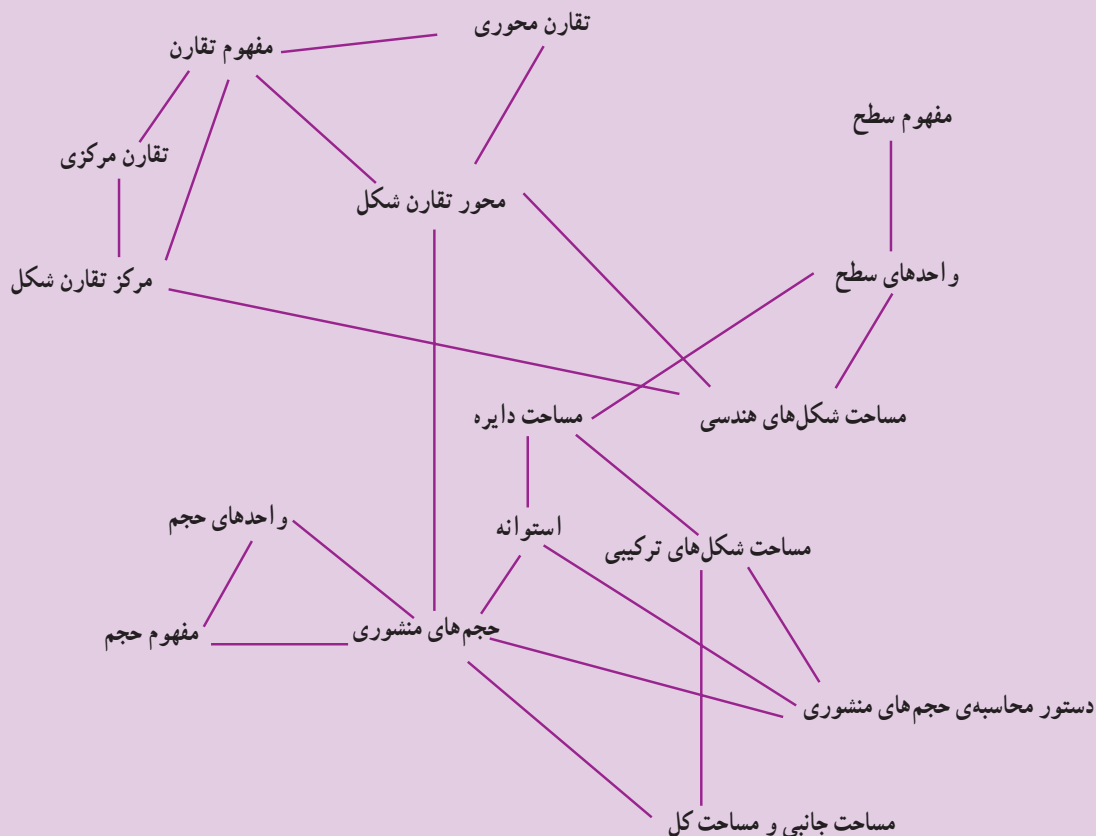 تقارن محوری
مفهوم تقارن
مفهوم سطح
تقارن مرکزی
محور تقارن شکل
واحدهای سطح
مرکز تقارن شکل
مساحت شکل‌های هندسی
مساحت دایره
واحدهای حجم
استوانه
مساحت شکل‌های ترکیبی
حجم‌های منشوری
مفهوم حجم
دستور محاسبه‌ی حجم‌های منشوری
مساحت جانبی و مساحت کل